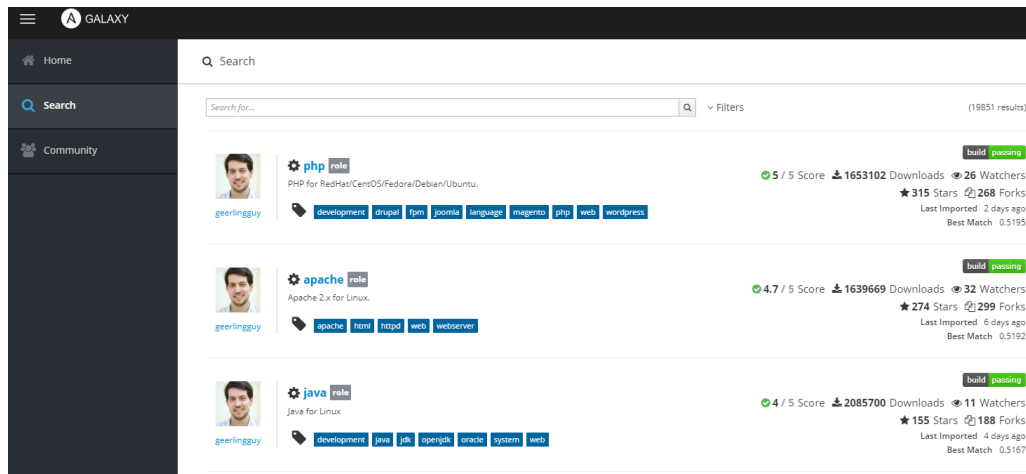 GALAXY
Home
Search
Community
Search
Search for...
Filters
(19851 results)
geerlingguy
php role
PHP for RedHat/CentOS/Fedora/Debian/Ubuntu.
development drupal fpm joomla language magento php web wordpress
build passing
5 / 5 Score 1653102 Downloads 26 Watchers
315 Stars 268 Forks
Last Imported 2 days ago
Best Match 0.5195
geerlingguy
apache role
Apache 2.x for Linux.
apache html httpd web webserver
build passing
4.7 / 5 Score 1639669 Downloads 32 Watchers
274 Stars 299 Forks
Last Imported 6 days ago
Best Match 0.5192
geerlingguy
java role
Java for Linux
development java jdk openjdk oracle system web
build passing
4 / 5 Score 2085700 Downloads 11 Watchers
155 Stars 188 Forks
Last Imported 4 days ago
Best Match 0.5167